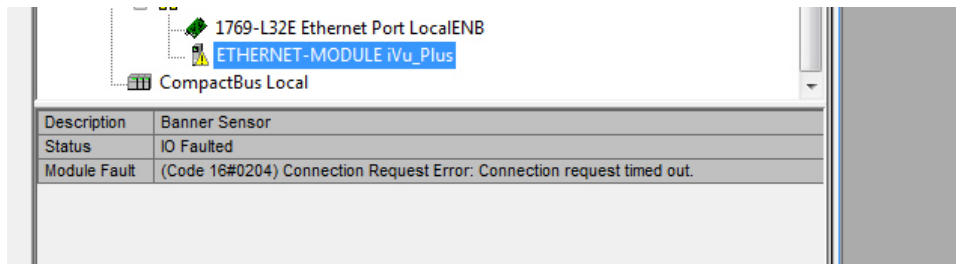 1769-L32E Ethernet Port LocalENB
ETHERNET-MODULE iVu_Plus
CompactBus Local
Description Banner Sensor
Status IO Faulted
Module Fault (Code 16#0204) Connection Request Error: Connection request timed out.